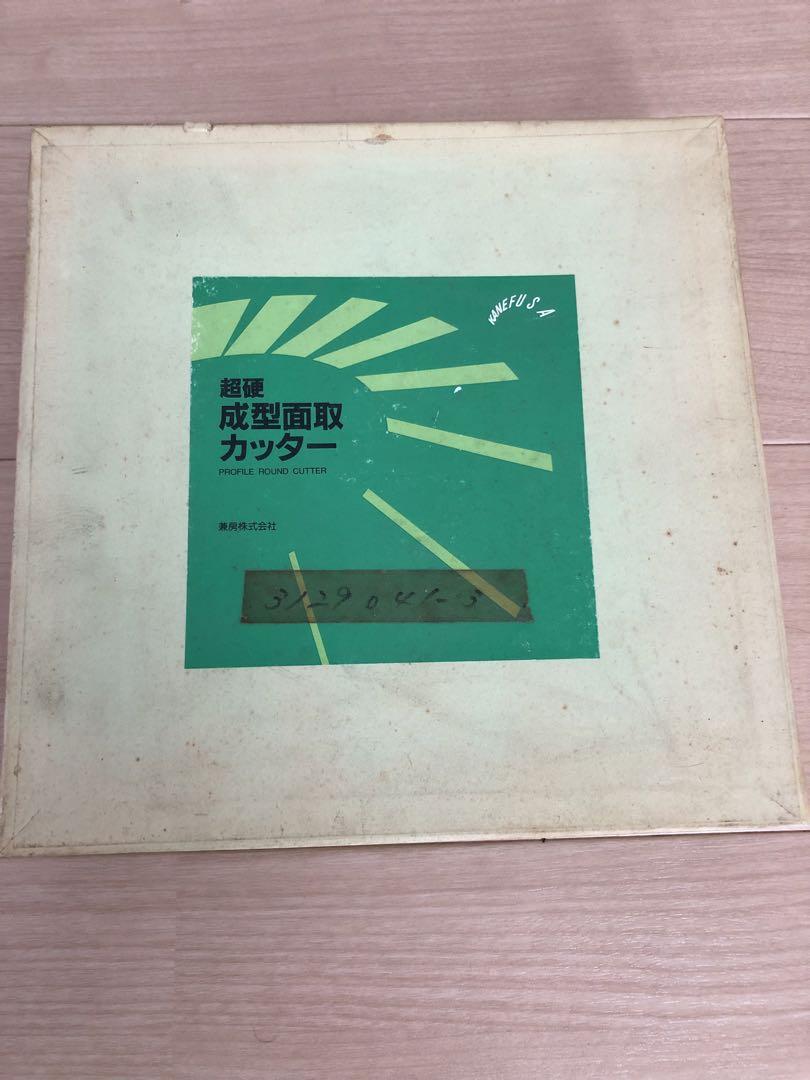 KANEFUSA
超硬
成型面取
カッター
PROFILE ROUND CUTTER
兼房株式会社
3129041-3